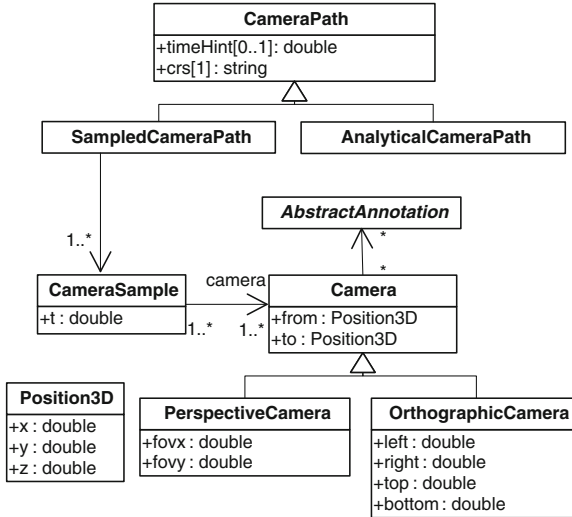 CameraPath
+timeHint[0..1]: double
+crs[1] : string
SampledCameraPath
AnalyticalCameraPath
AbstractAnnotation
1..*
*
*
CameraSample
+t : double
camera
1..*
1..*
Camera
+from : Position3D
+to : Position3D
Position3D
+x : double
+y : double
+z : double
PerspectiveCamera
+fovx : double
+fovy : double
OrthographicCamera
+left : double
+right : double
+top : double
+bottom : double